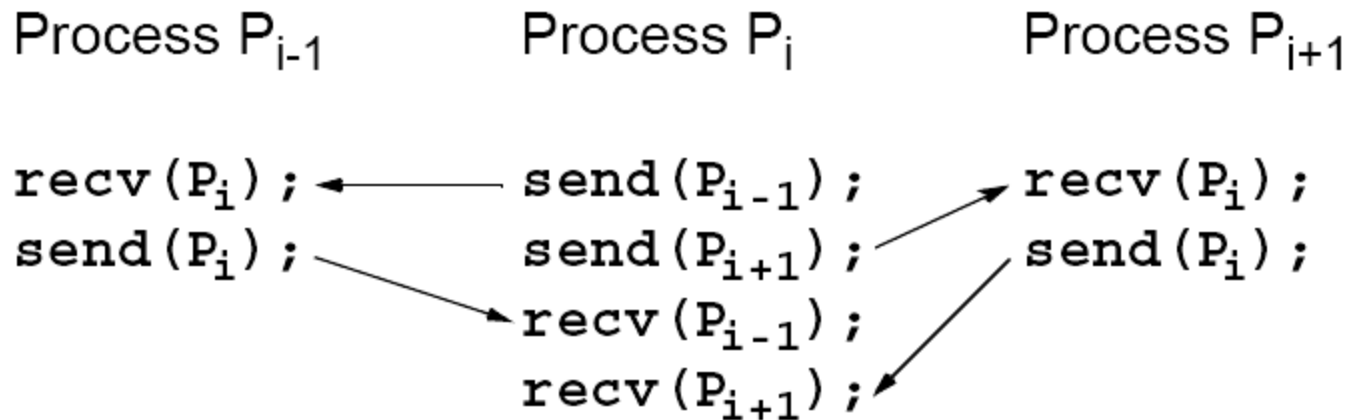 Process Pi-1 Process Pi Process Pi+1
recv(Pi); send(Pi-1); recv(Pi);
send(Pi); send(Pi+1); send(Pi);
recv(Pi-1);
recv(Pi+1);